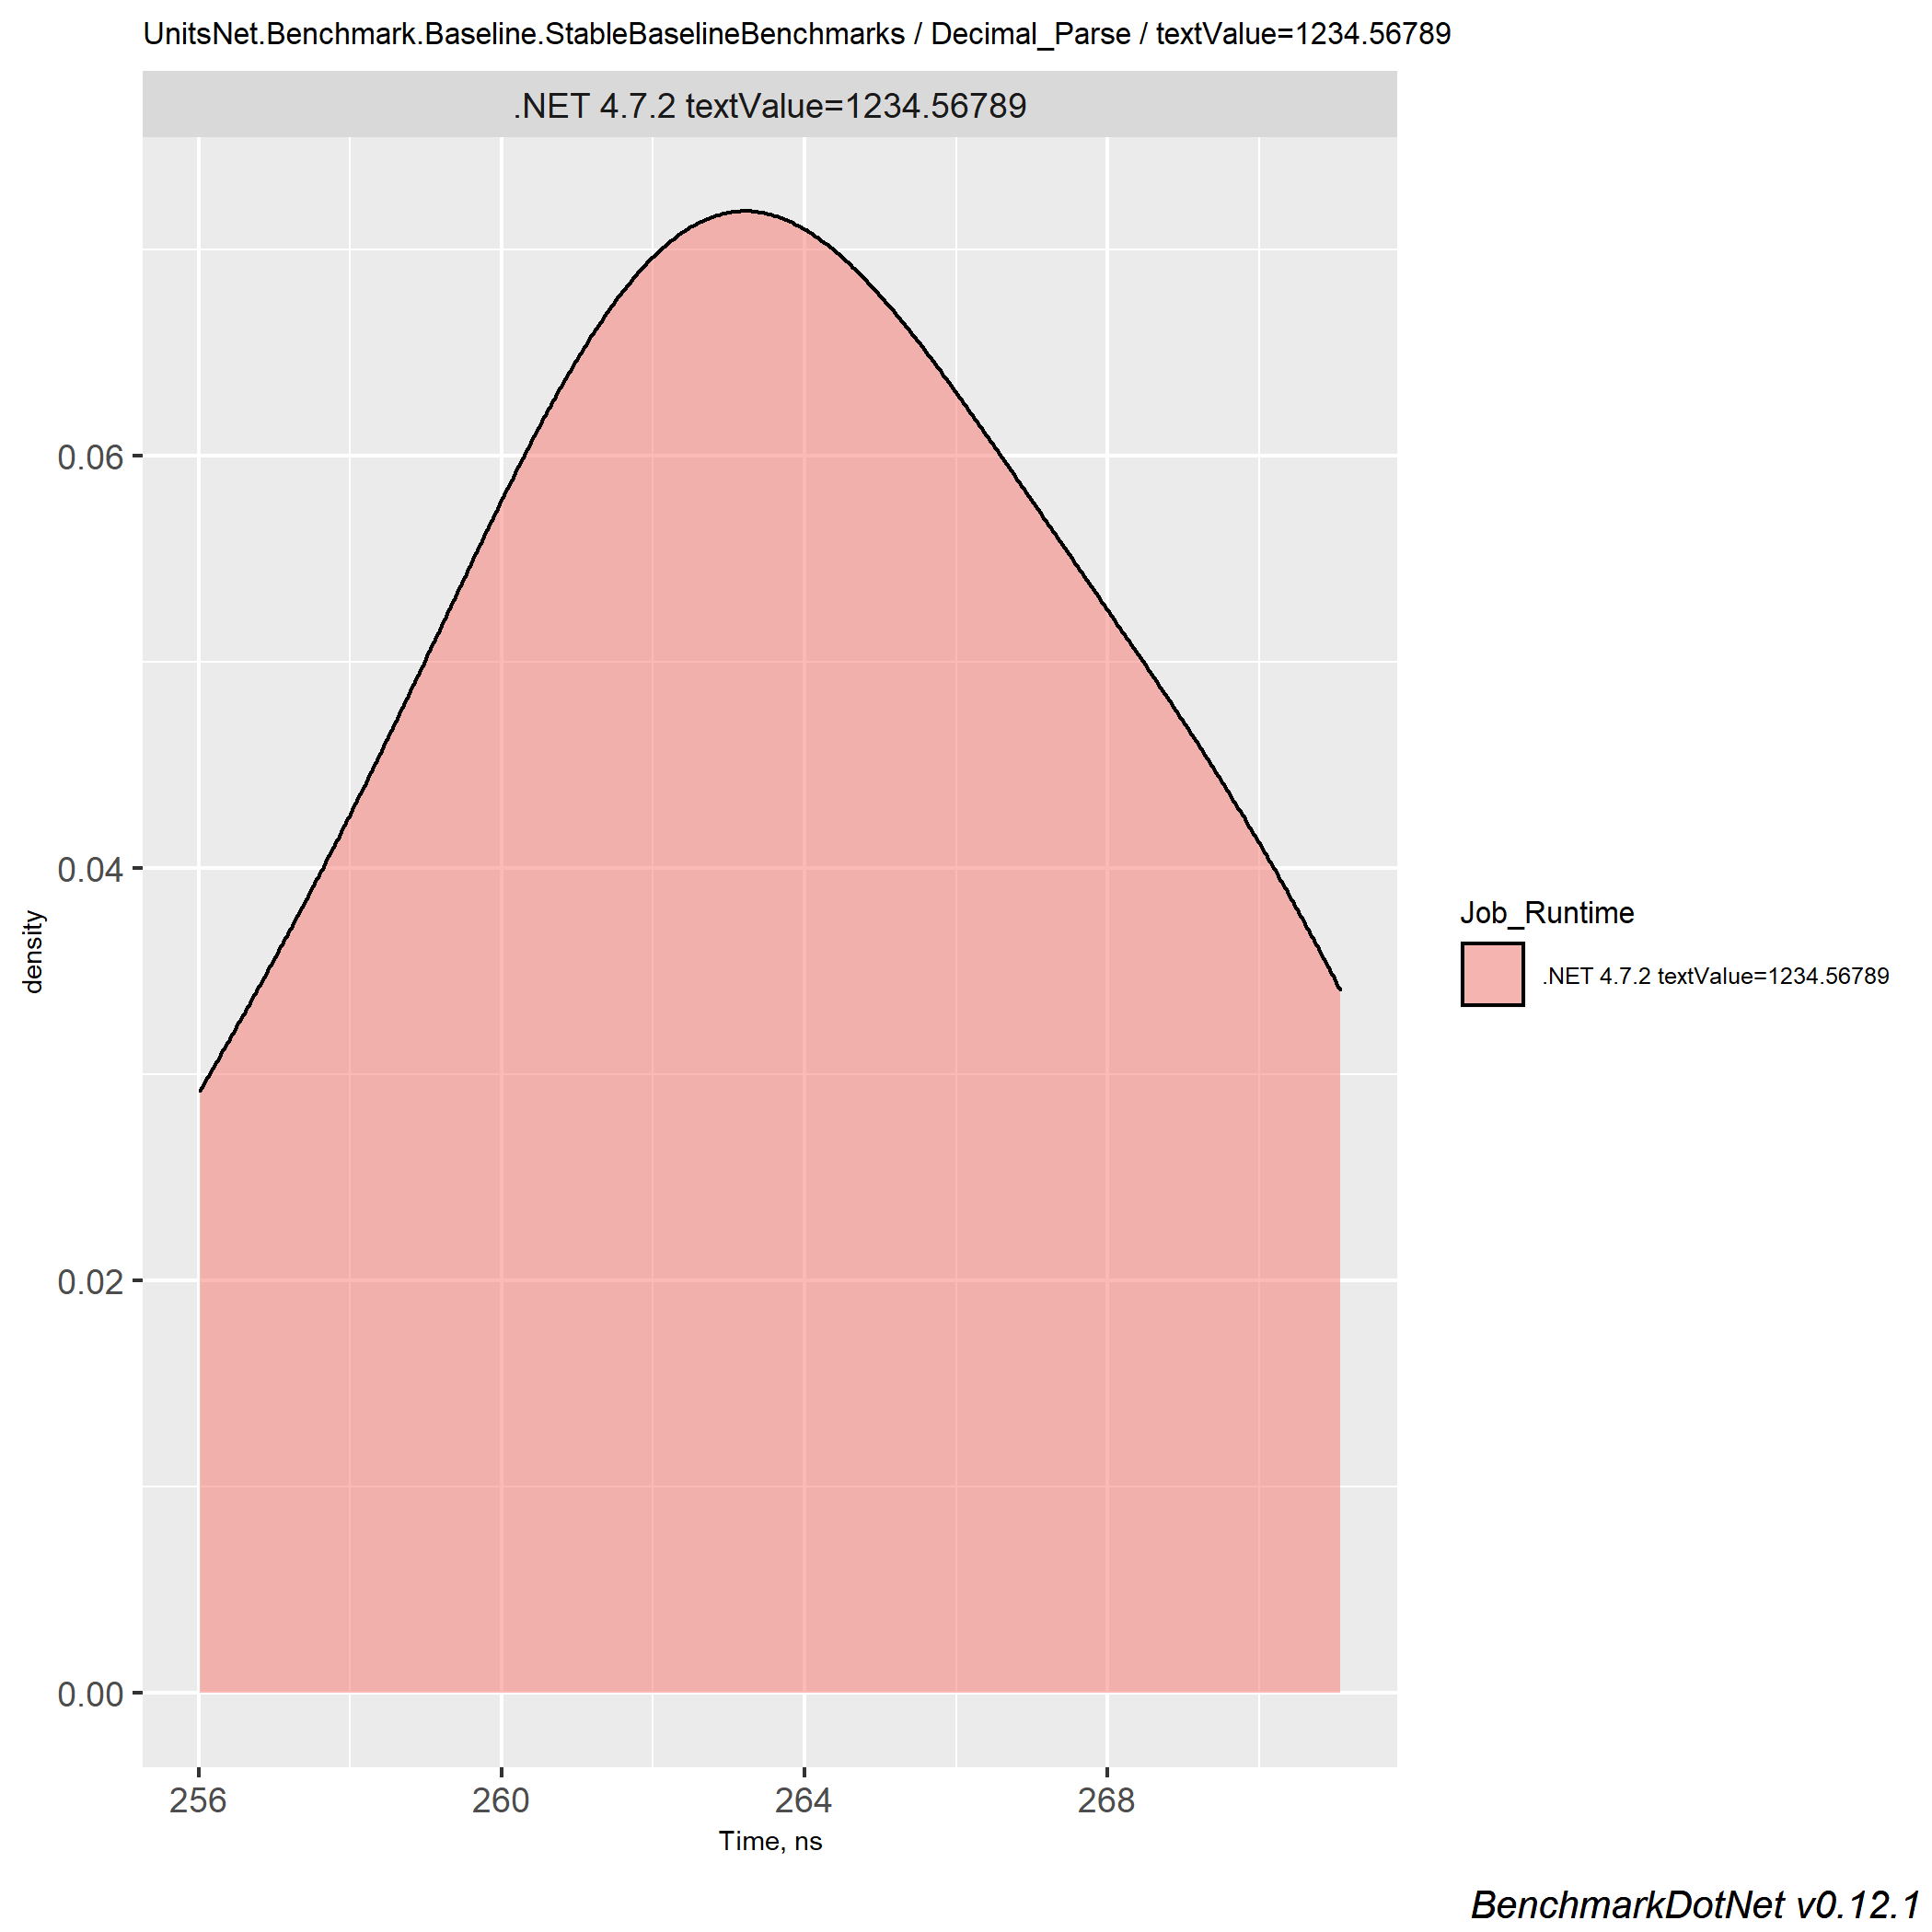 UnitsNet.Benchmark.Baseline.StableBaselineBenchmarks / Decimal_Parse / textValue=1234.56789
.NET 4.7.2 textValue=1234.56789
0.06
0.04
0.02
0.00
density
256 260 264 268
Time, ns
Job_Runtime
.NET 4.7.2 textValue=1234.56789
BenchmarkDotNet v0.12.1